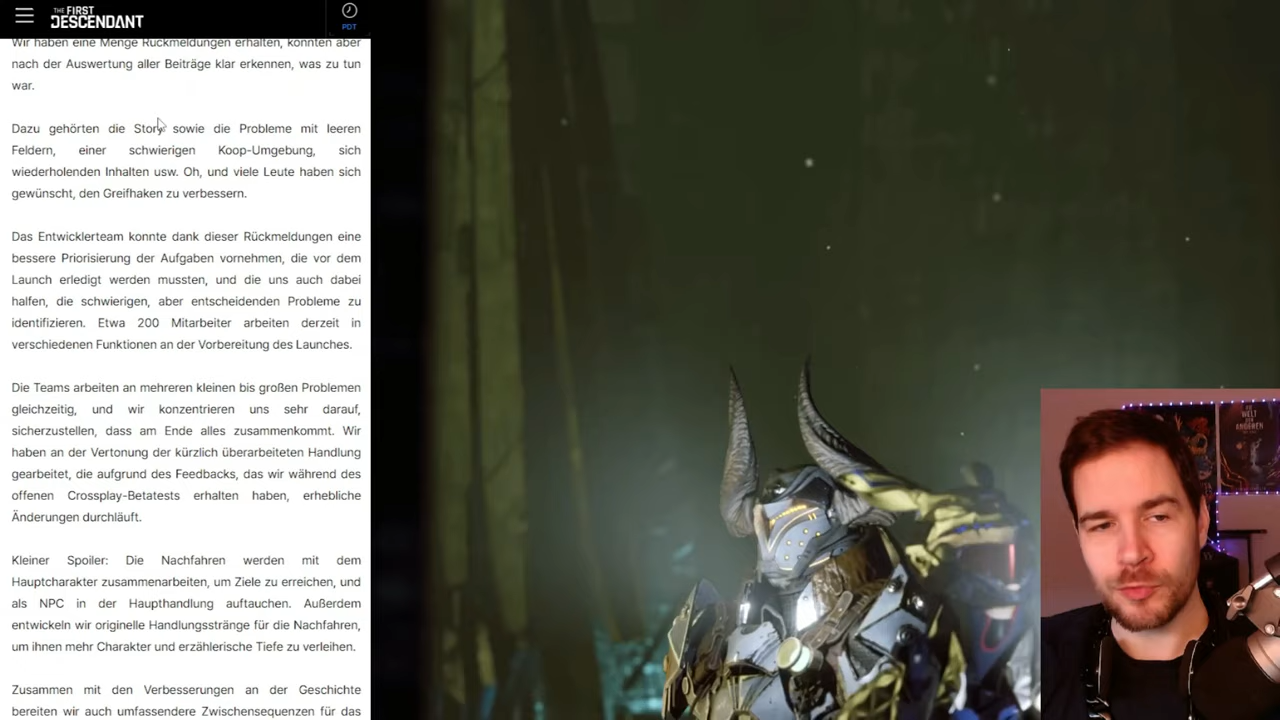 THE FIRST
DESCENDANT
PDT
Wir haben eine Menge Rückmeldungen erhalten, konnten aber
nach der Auswertung aller Beiträge klar erkennen, was zu tun
war.
Dazu gehörten die Story sowie die Probleme mit leeren
Feldern, einer schwierigen Koop-Umgebung, sich
wiederholenden Inhalten usw. Oh, und viele Leute haben sich
gewünscht, den Greifhaken zu verbessern.
Das Entwicklerteam konnte dank dieser Rückmeldungen eine
bessere Priorisierung der Aufgaben vornehmen, die vor dem
Launch erledigt werden mussten, und die uns auch dabei
halfen, die schwierigen, aber entscheidenden Probleme zu
identifizieren. Etwa 200 Mitarbeiter arbeiten derzeit in
verschiedenen Funktionen an der Vorbereitung des Launches.
Die Teams arbeiten an mehreren kleinen bis großen Problemen
gleichzeitig, und wir konzentrieren uns sehr darauf,
sicherzustellen, dass am Ende alles zusammenkommt. Wir
haben an der Vertonung der kürzlich überarbeiteten Handlung
gearbeitet, die aufgrund des Feedbacks, das wir während des
offenen Crossplay-Betatests erhalten haben, erhebliche
Änderungen durchläuft.
Kleiner Spoiler: Die Nachfahren werden mit dem
Hauptcharakter zusammenarbeiten, um Ziele zu erreichen, und
als NPC in der Haupthandlung auftauchen. Außerdem
entwickeln wir originelle Handlungsstränge für die Nachfahren,
um ihnen mehr Charakter und erzählerische Tiefe zu verleihen.
Zusammen mit den Verbesserungen an der Geschichte
bereiten wir auch umfassendere Zwischensequenzen für das